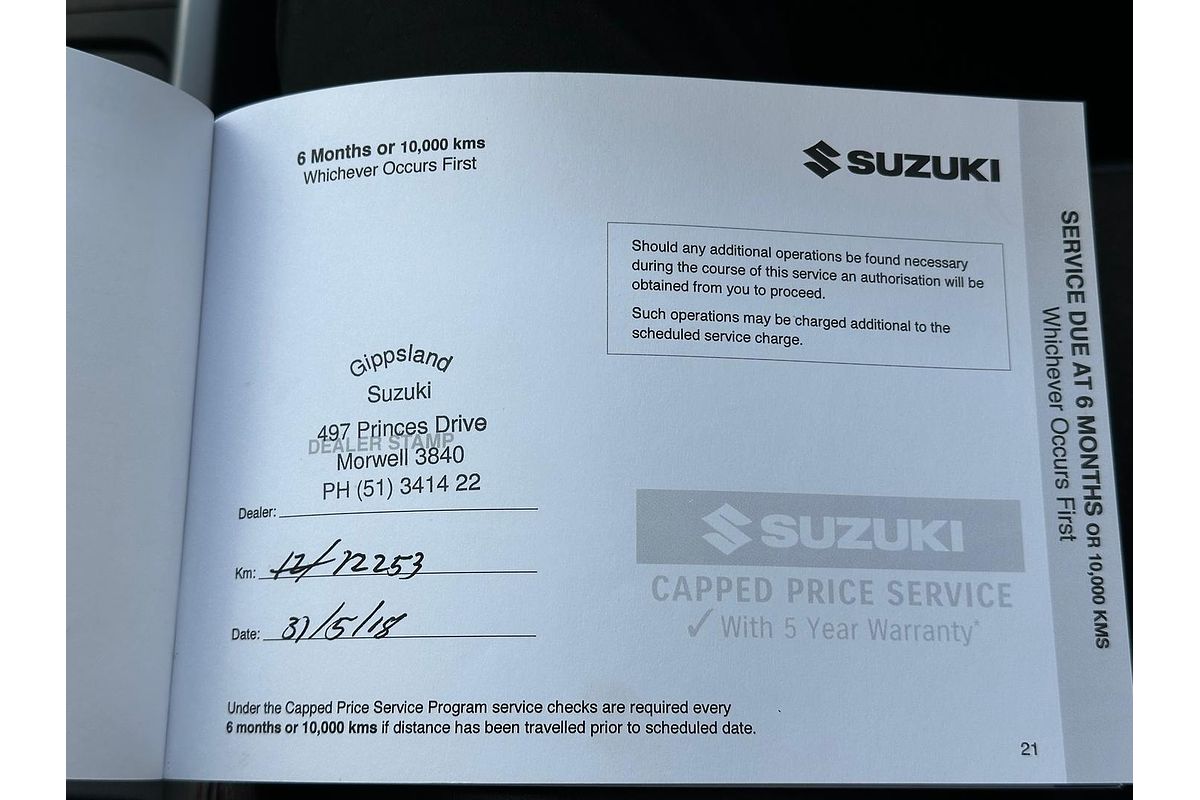 6 Months or 10,000 kms
Whichever Occurs First
SUZUKI
Should any additional operations be found necessary
during the course of this service an authorisation will be
obtained from you to proceed.
Such operations may be charged additional to the
scheduled service charge.
Gippsland
Suzuki
497 Princes Drive
DEALER STAMP
Morwell 3840
PH (51) 3414 22
Dealer:
Km: 12/ 12253
Date: 31/5/18
SUZUKI
CAPPED PRICE SERVICE
✓ With 5 Year Warranty*
Under the Capped Price Service Program service checks are required every
6 months or 10,000 kms if distance has been travelled prior to scheduled date.
21
SERVICE DUE AT 6 MONTHS OR 10,000 KMS
Whichever Occurs First